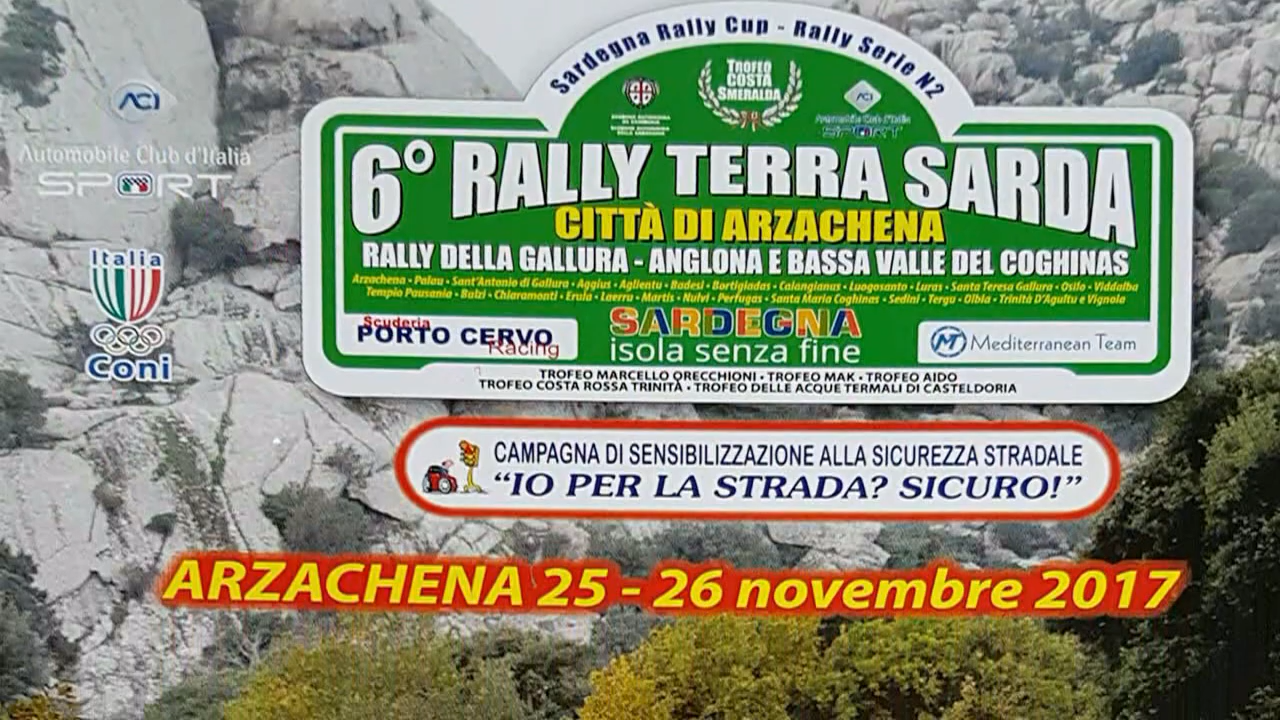 Sardegna Rally Cup - Rally Serie N2
TROFEO
COSTA
SMERALDA
ACI
Automobile Club d'Italia
SPORT
ACI
Automobile Club d'Italia
SPORT
6° RALLY TERRA SARDA
CITTÀ DI ARZACHENA
RALLY DELLA GALLURA - ANGLONA E BASSA VALLE DEL COGHINAS
Arzachena - Palau - Sant'Antonio di Gallura - Aggius - Aglientu - Badesi - Bortigiadas - Calangianus - Luogosanto - Luras - Santa Teresa Gallura - Osilo - Viddalba
Tempio Pausania - Bulzi - Chiaramonti - Erula - Laerru - Martis - Nulvi - Perfugas - Santa Maria Coghinas - Sedini - Tergu - Olbia - Trinità D'Agultu e Vignola
Italia
Coni
Scuderia
PORTO CERVO
Racing
SARDEGNA
isola senza fine
MT Mediterranean Team
TROFEO MARCELLO ORECCHIONI • TROFEO MAK • TROFEO AIDO
TROFEO COSTA ROSSA TRINITÀ • TROFEO DELLE ACQUE TERMALI DI CASTELDORIA
CAMPAGNA DI SENSIBILIZZAZIONE ALLA SICUREZZA STRADALE
“IO PER LA STRADA? SICURO!”
ARZACHENA 25 - 26 novembre 2017